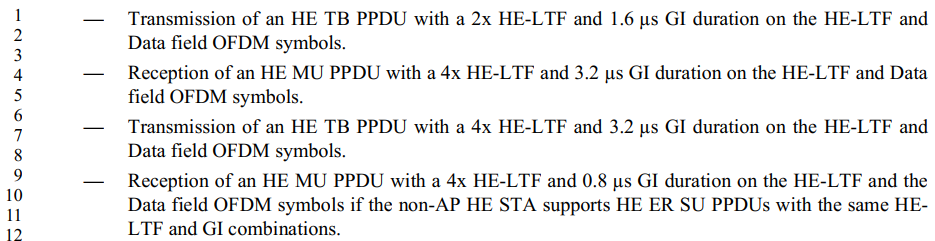 1 — Transmission of an HE TB PPDU with a 2x HE-LTF and 1.6 µs GI duration on the HE-LTF and
2 Data field OFDM symbols.
3
4 — Reception of an HE MU PPDU with a 4x HE-LTF and 3.2 µs GI duration on the HE-LTF and Data
5 field OFDM symbols.
6
7 — Transmission of an HE TB PPDU with a 4x HE-LTF and 3.2 µs GI duration on the HE-LTF and
8 Data field OFDM symbols.
9 — Reception of an HE MU PPDU with a 4x HE-LTF and 0.8 µs GI duration on the HE-LTF and the
10 Data field OFDM symbols if the non-AP HE STA supports HE ER SU PPDUs with the same HE-
11
12 LTF and GI combinations.